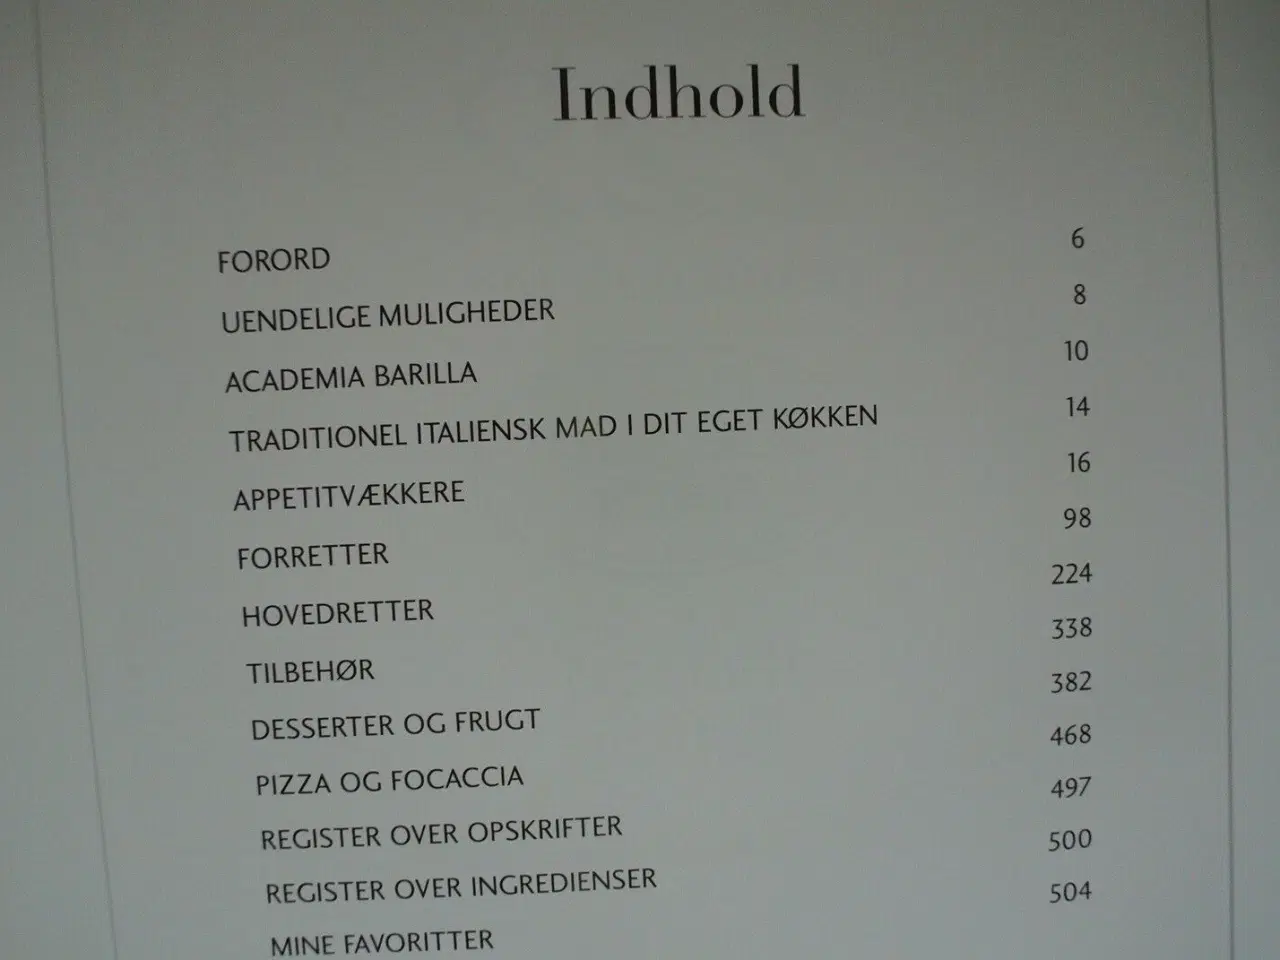 Indhold
FORORD 6
UENDELIGE MULIGHEDER 8
ACADEMIA BARILLA 10
TRADITIONEL ITALIENSK MAD I DIT EGET KØKKEN 14
APPETITVÆKKERE 16
FORRETTER 98
HOVEDRETTER 224
TILBEHØR 338
DESSERTER OG FRUGT 382
PIZZA OG FOCACCIA 468
REGISTER OVER OPSKRIFTER 497
REGISTER OVER INGREDIENSER 500
MINE FAVORITTER 504